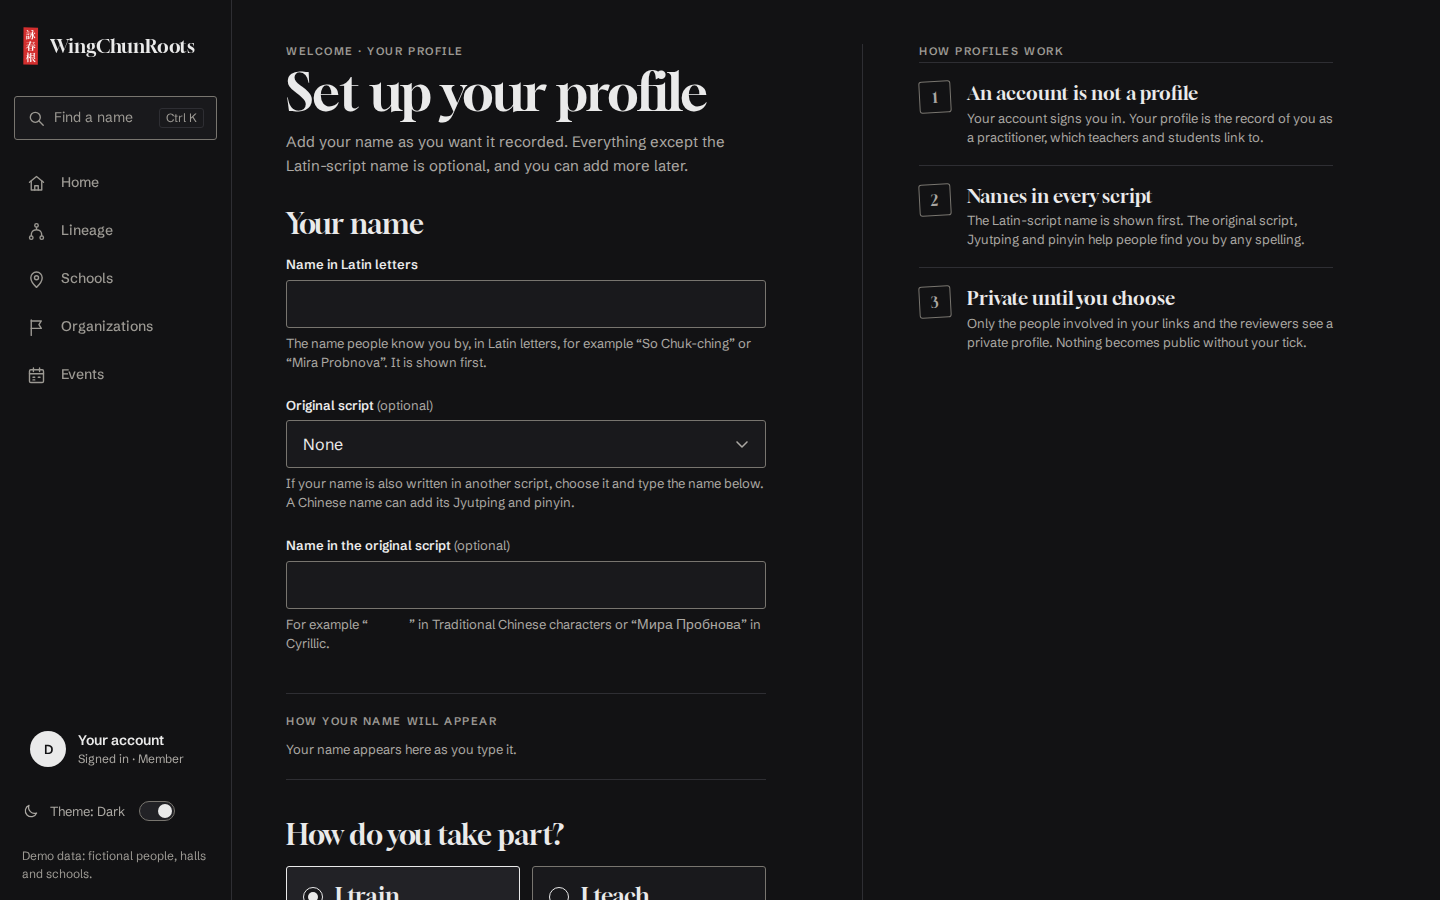 詠春根
WingChunRoots
Find a name
Ctrl K
Home
Lineage
Schools
Organizations
Events
Your account
D
Signed in · Member
Theme: Dark
Demo data: fictional people, halls
and schools.
WELCOME · YOUR PROFILE
Set up your profile
Add your name as you want it recorded. Everything except the
Latin-script name is optional, and you can add more later.
Your name
Name in Latin letters
The name people know you by, in Latin letters, for example “So Chuk-ching” or
“Mira Probnova”. It is shown first.
Original script (optional)
None
If your name is also written in another script, choose it and type the name below.
A Chinese name can add its Jyutping and pinyin.
Name in the original script (optional)
For example “ ” in Traditional Chinese characters or “Мира Пробнова” in
Cyrillic.
HOW YOUR NAME WILL APPEAR
Your name appears here as you type it.
How do you take part?
I train
I teach
HOW PROFILES WORK
1
An account is not a profile
Your account signs you in. Your profile is the record of you as
a practitioner, which teachers and students link to.
2
Names in every script
The Latin-script name is shown first. The original script,
Jyutping and pinyin help people find you by any spelling.
3
Private until you choose
Only the people involved in your links and the reviewers see a
private profile. Nothing becomes public without your tick.